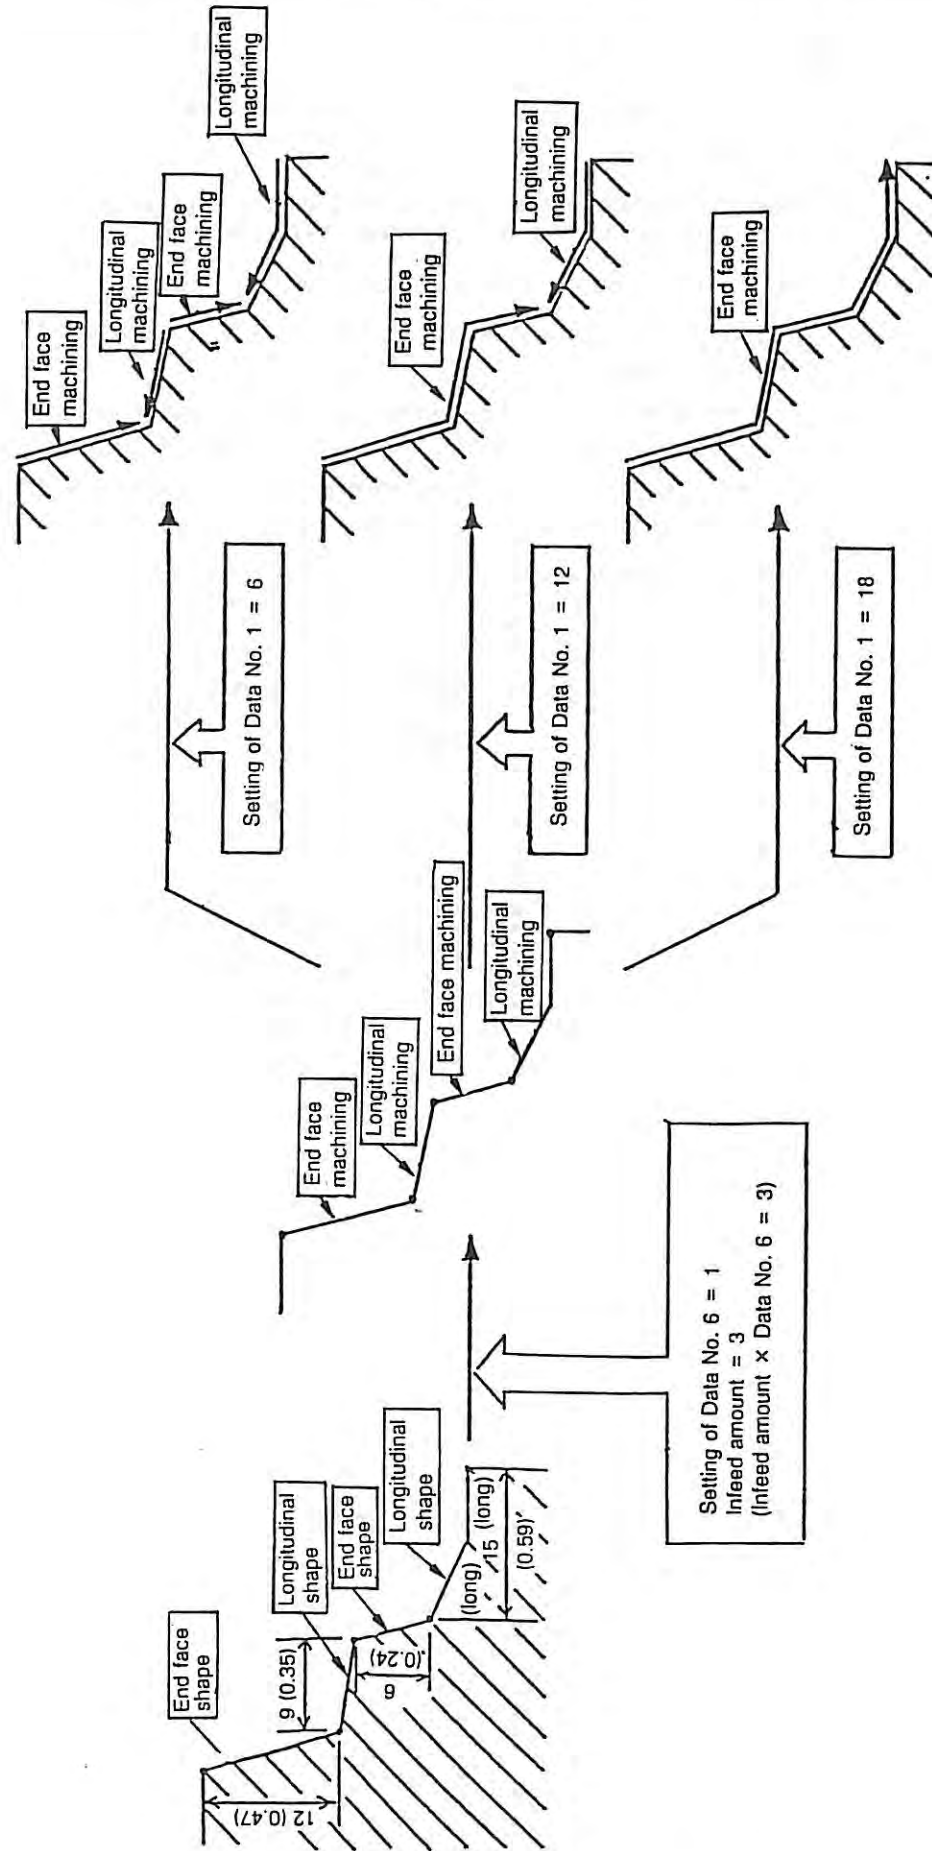 End face
shape
Longitudinal
shape
End face
shape
Longitudinal
shape
12 (0.47)
9 (0.35)
6
(0.24)
(long)
15 (long)
(0.59)
Setting of Data No. 6 = 1
Infeed amount = 3
(Infeed amount × Data No. 6 = 3)
End face
machining
Longitudinal
machining
End face machining
Longitudinal
machining
Setting of Data No. 1 = 6
Setting of Data No. 1 = 12
Setting of Data No. 1 = 18
End face
machining
Longitudinal
machining
End face
machining
Longitudinal
machining
End face
machining
Longitudinal
machining
End face
machining